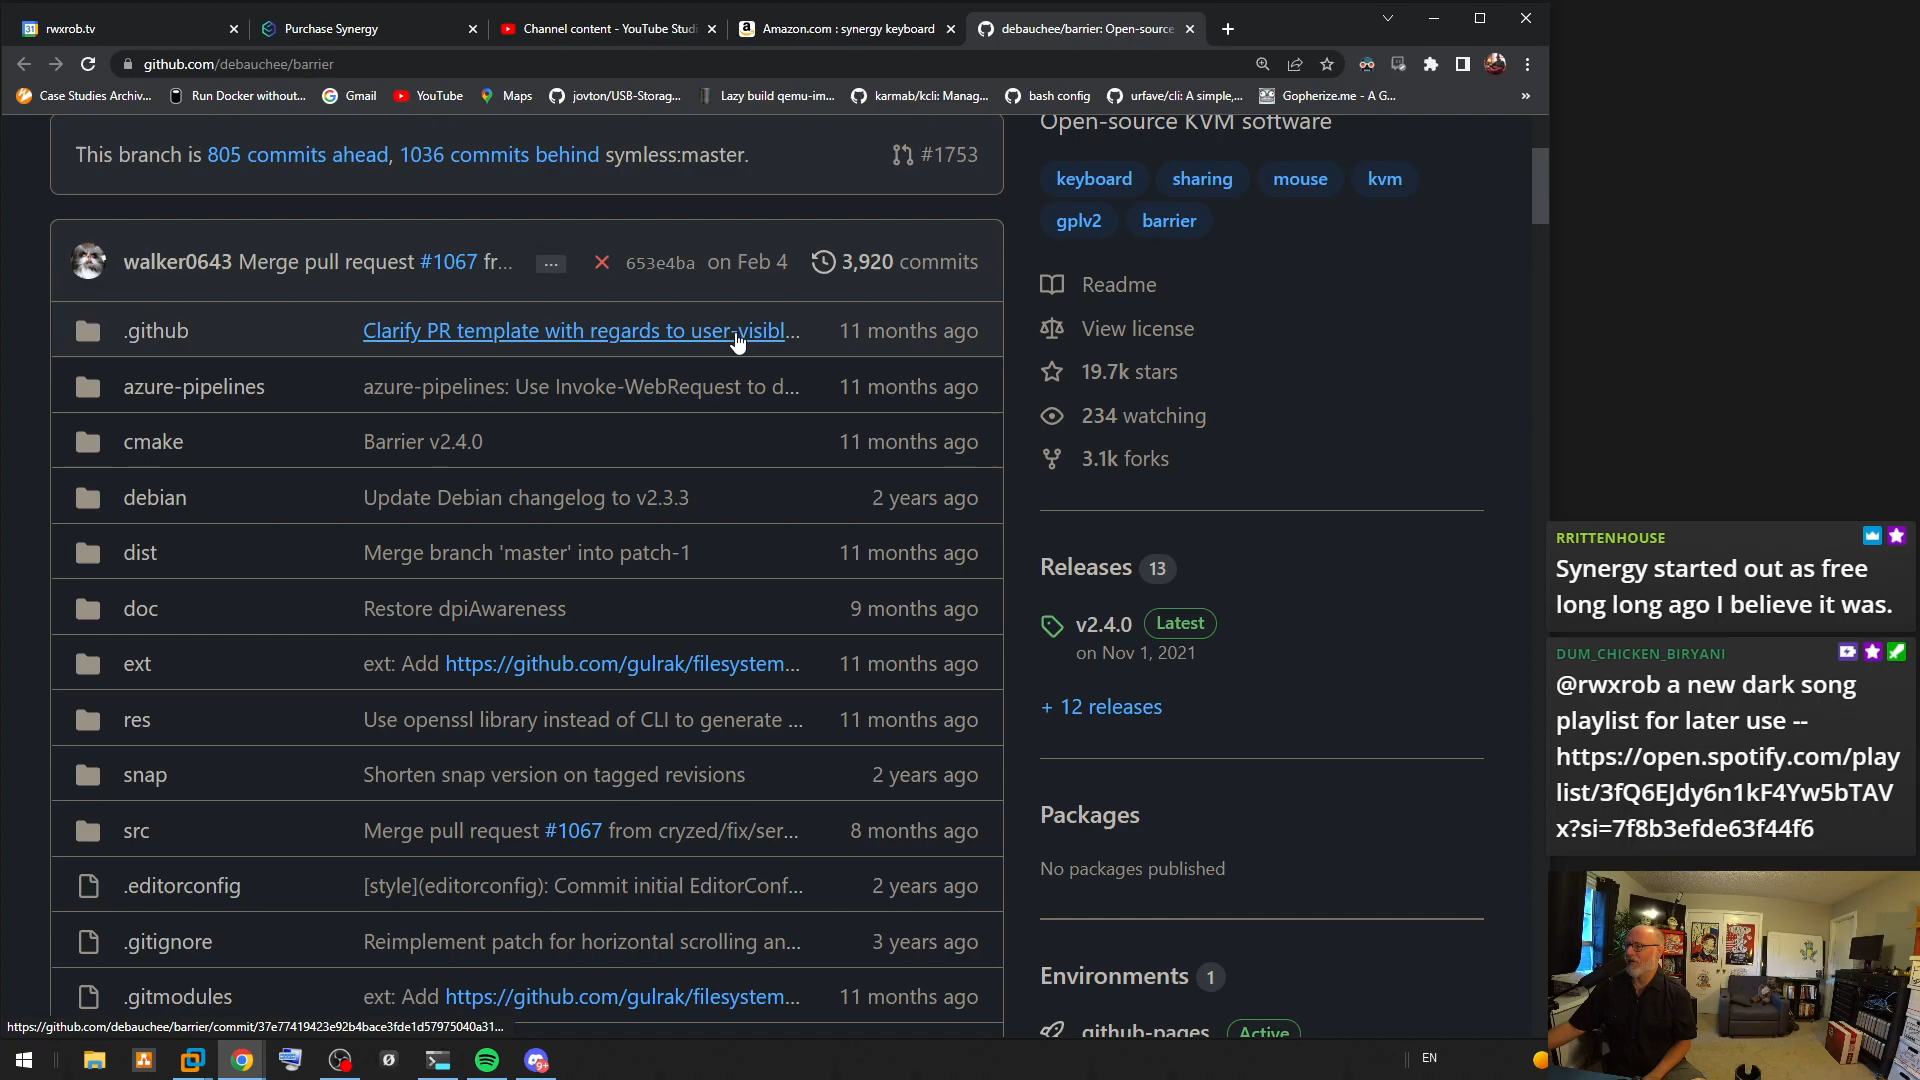 rwxrob.tv
Purchase Synergy
Channel content - YouTube Studi
Amazon.com : synergy keyboard
debauchee/barrier: Open-source
github.com/debauchee/barrier
Case Studies Archiv...
Run Docker without...
Gmail
YouTube
Maps
jovton/USB-Storag...
Lazy build qemu-im...
karmab/kcli: Manag...
bash config
urfave/cli: A simple,...
Gopherize.me - A G...
»
This branch is 805 commits ahead, 1036 commits behind symless:master.
#1753
walker0643 Merge pull request #1067 fr...
...
653e4ba on Feb 4
3,920 commits
.github
Clarify PR template with regards to user-visibl...
11 months ago
azure-pipelines
azure-pipelines: Use Invoke-WebRequest to d...
11 months ago
cmake
Barrier v2.4.0
11 months ago
debian
Update Debian changelog to v2.3.3
2 years ago
dist
Merge branch 'master' into patch-1
11 months ago
doc
Restore dpiAwareness
9 months ago
ext
ext: Add https://github.com/gulrak/filesystem...
11 months ago
res
Use openssl library instead of CLI to generate ...
11 months ago
snap
Shorten snap version on tagged revisions
2 years ago
src
Merge pull request #1067 from cryzed/fix/ser...
8 months ago
.editorconfig
[style](editorconfig): Commit initial EditorConf...
2 years ago
.gitignore
Reimplement patch for horizontal scrolling an...
3 years ago
.gitmodules
ext: Add https://github.com/gulrak/filesystem...
11 months ago
https://github.com/debauchee/barrier/commit/37e77419423e92b4bace3fde1d57975040a31...
Open-source KVM software
keyboard
sharing
mouse
kvm
gplv2
barrier
Readme
View license
19.7k stars
234 watching
3.1k forks
Releases 13
v2.4.0
Latest
on Nov 1, 2021
+ 12 releases
Packages
No packages published
Environments 1
github-pages
Active
RRITTENHOUSE
Synergy started out as free
long long ago I believe it was.
DUM_CHICKEN_BIRYANI
@rwxrob a new dark song
playlist for later use --
https://open.spotify.com/play
list/3fQ6EJdy6n1kF4Yw5bTAV
x?si=7f8b3efde63f44f6
9+
EN